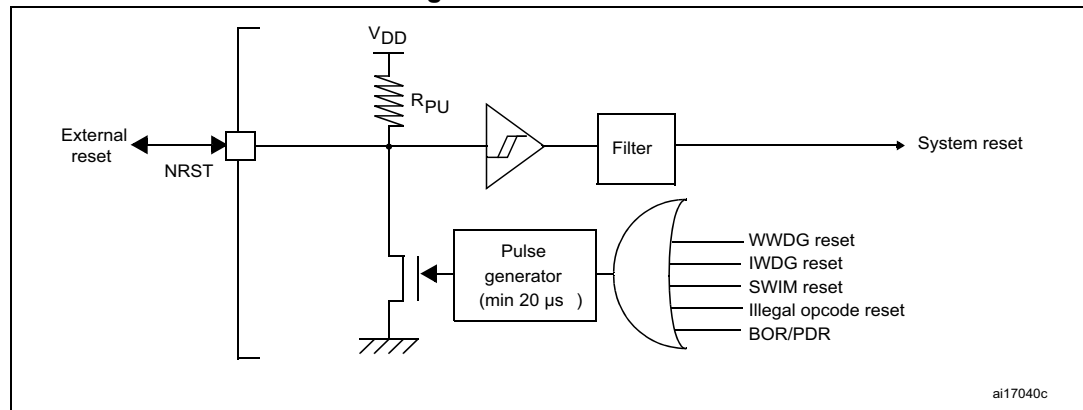 VDD
RPU
External
reset
NRST
Filter
System reset
Pulse
generator
(min 20 µs )
WWDG reset
IWDG reset
SWIM reset
Illegal opcode reset
BOR/PDR
ai17040c